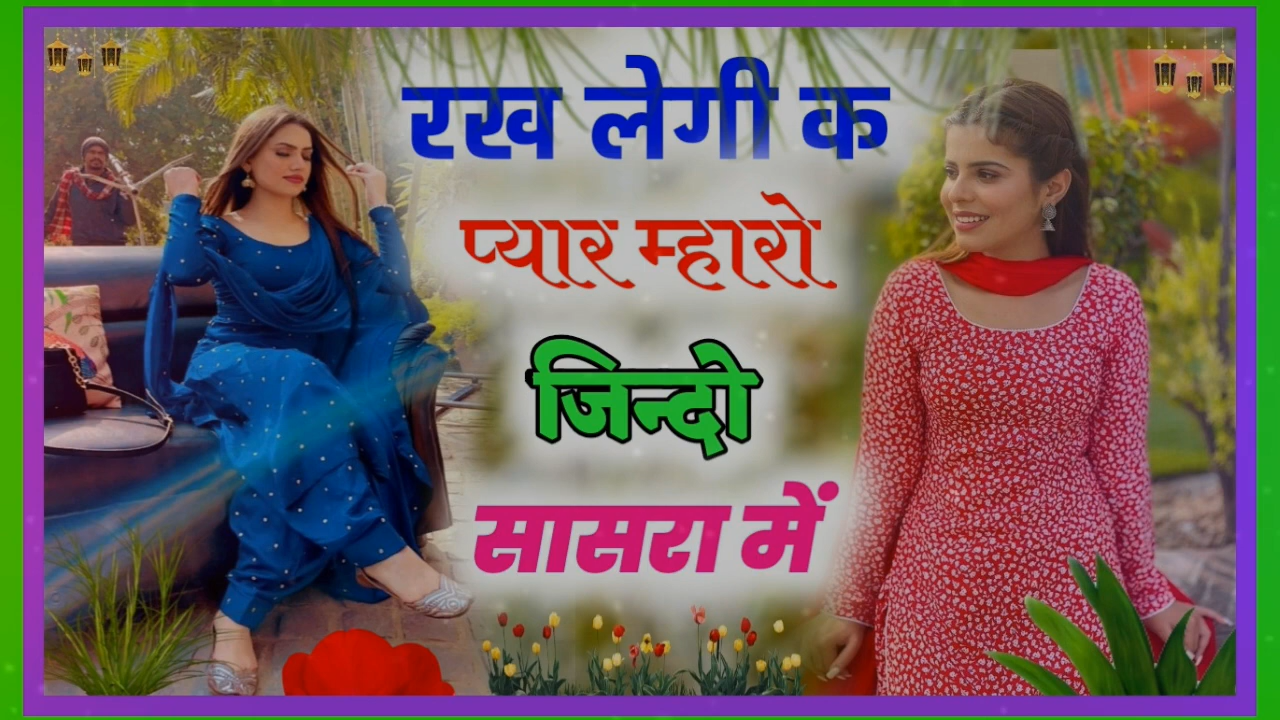 रख लेगी क
प्यार म्हारो
जिन्दो
सासरा में